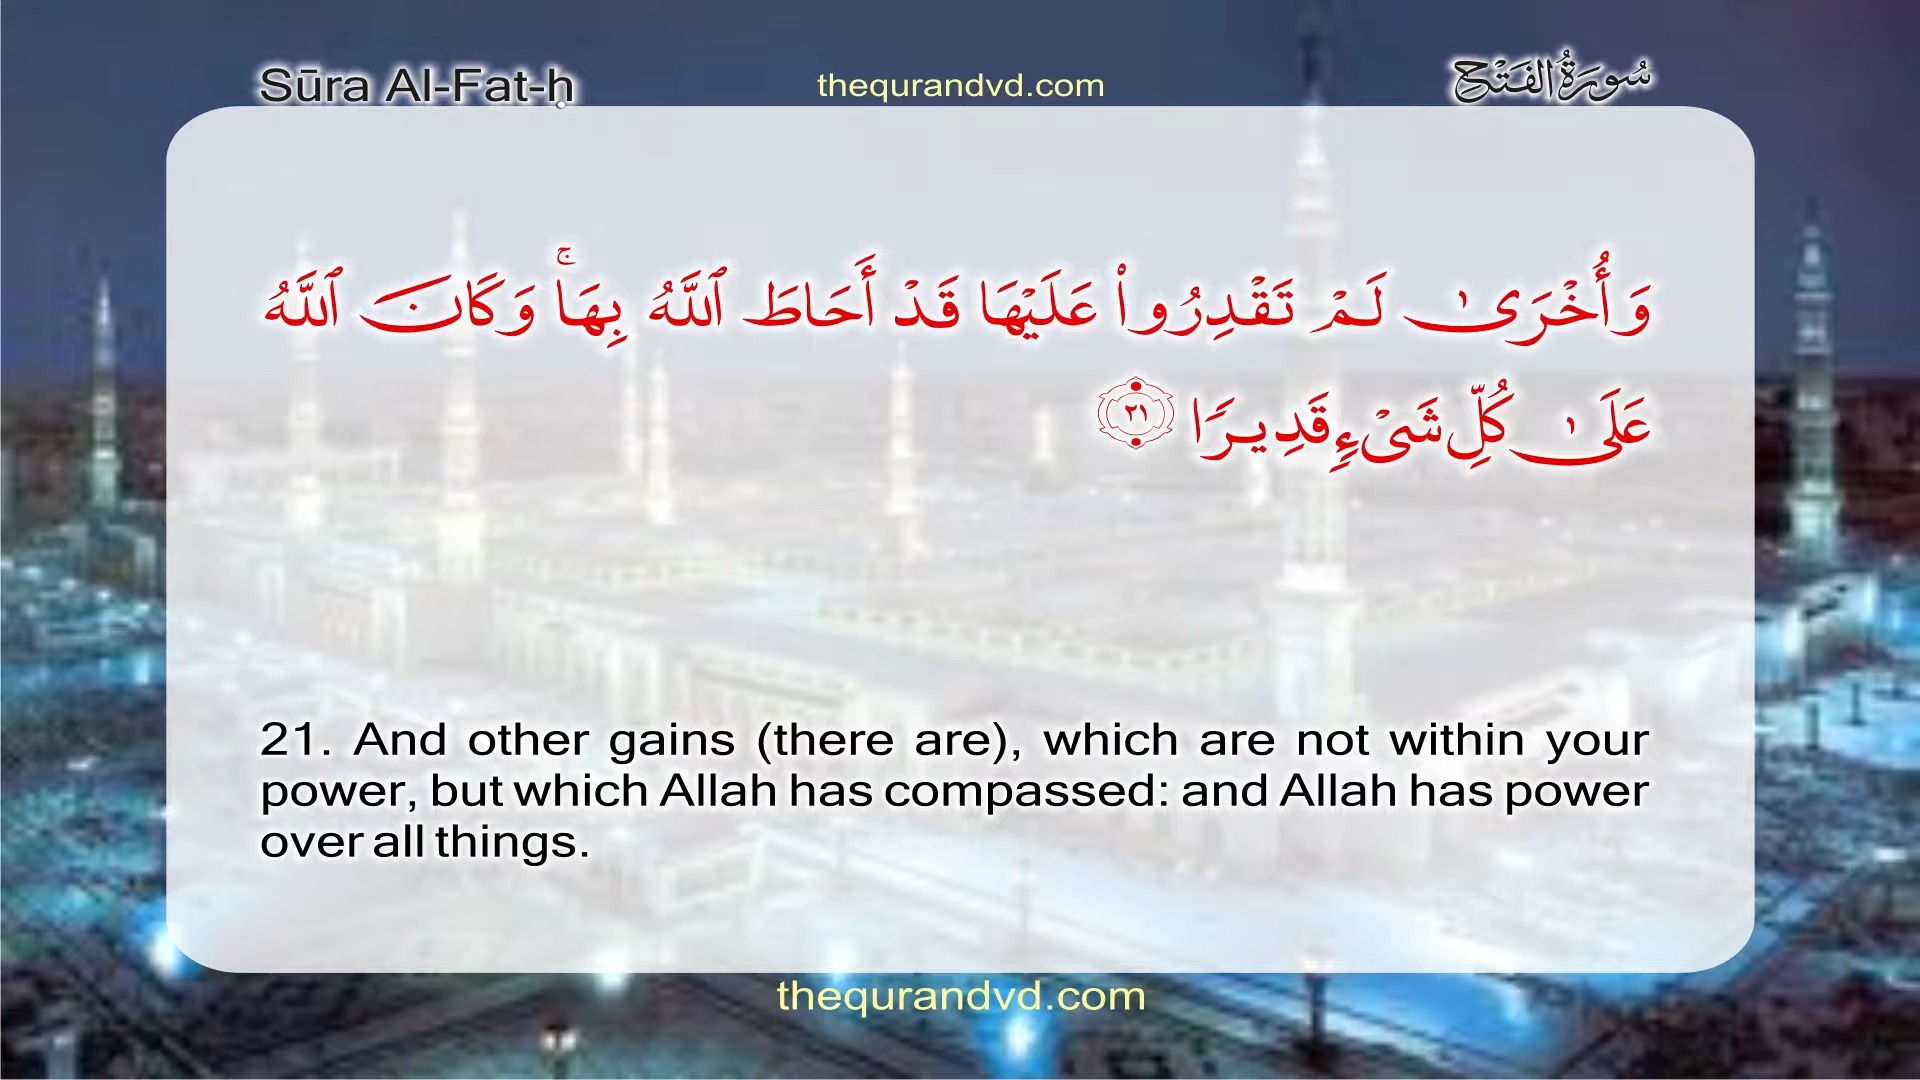 Sūra Al-Fat-ḥ
thequrandvd.com
سُورَةُ الفَتْح
وَأُخْرَىٰ لَمْ تَقْدِرُوا۟ عَلَيْهَا قَدْ أَحَاطَ ٱللَّهُ بِهَا ۚ وَكَانَ ٱللَّهُ
عَلَىٰ كُلِّ شَىْءٍ قَدِيرًا ٢١
21. And other gains (there are), which are not within your
power, but which Allah has compassed: and Allah has power
over all things.
thequrandvd.com